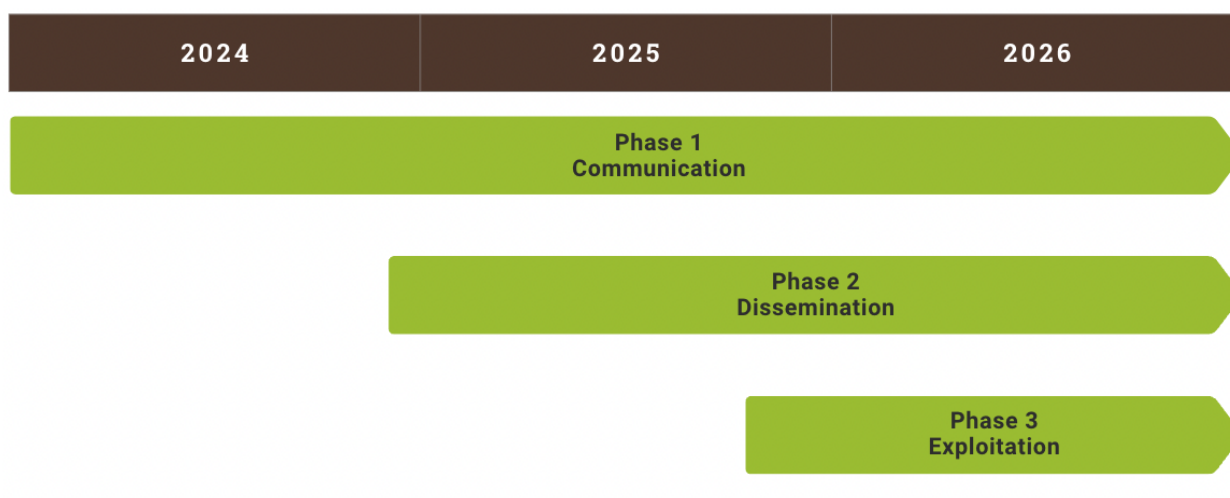 2024
2025
2026
Phase 1
Communication
Phase 2
Dissemination
Phase 3
Exploitation